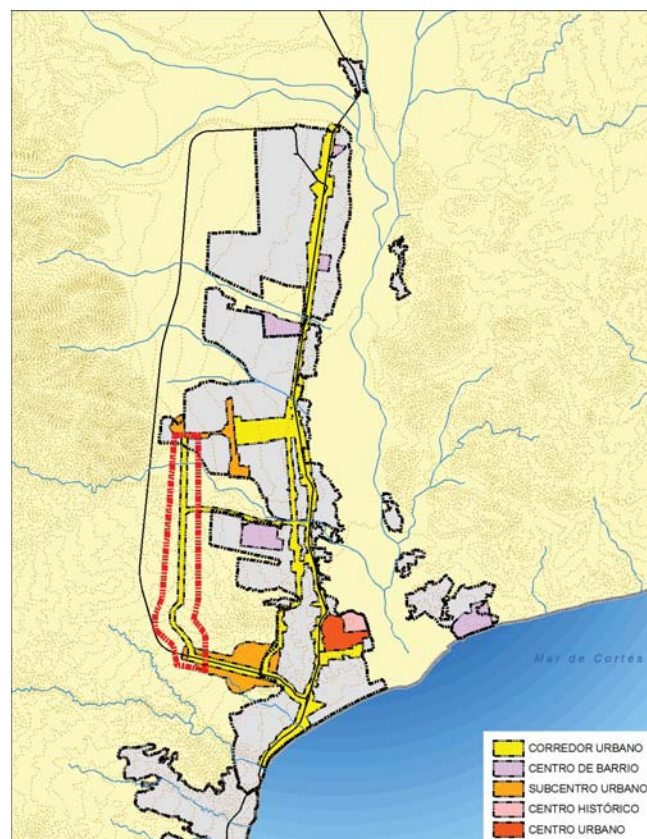 Mar de Cortés
CORREDOR URBANO
CENTRO DE BARRIO
SUBCENTRO URBANO
CENTRO HISTÓRICO
CENTRO URBANO